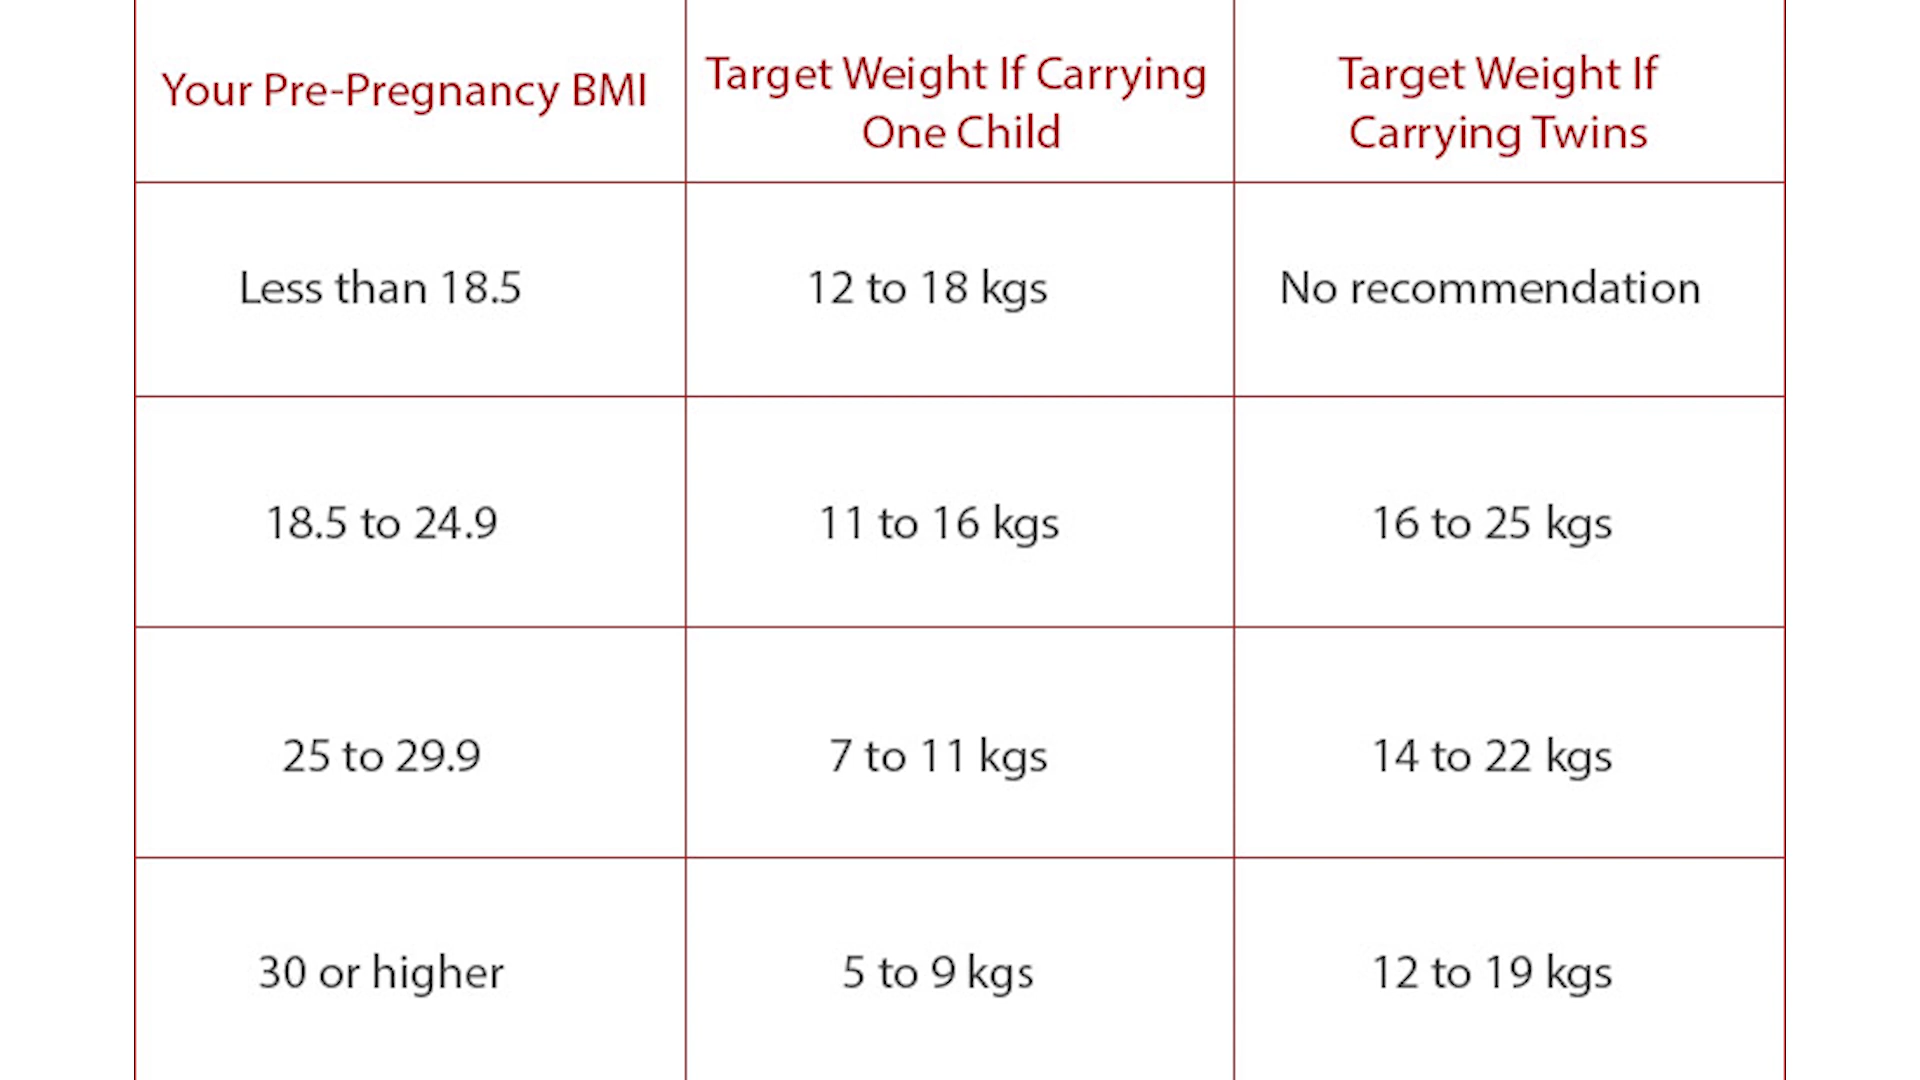 Your Pre-Pregnancy BMI
Target Weight If Carrying
One Child
Target Weight If
Carrying Twins
Less than 18.5
12 to 18 kgs
No recommendation
18.5 to 24.9
11 to 16 kgs
16 to 25 kgs
25 to 29.9
7 to 11 kgs
14 to 22 kgs
30 or higher
5 to 9 kgs
12 to 19 kgs